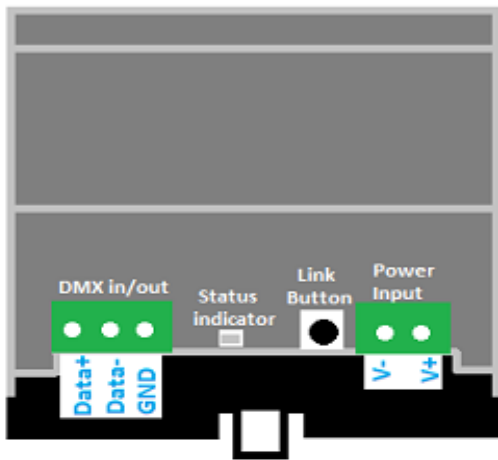 DMX in/out
Status
indicator
Link
Button
Power
Input
Data+
Data-
GND
V-
V+